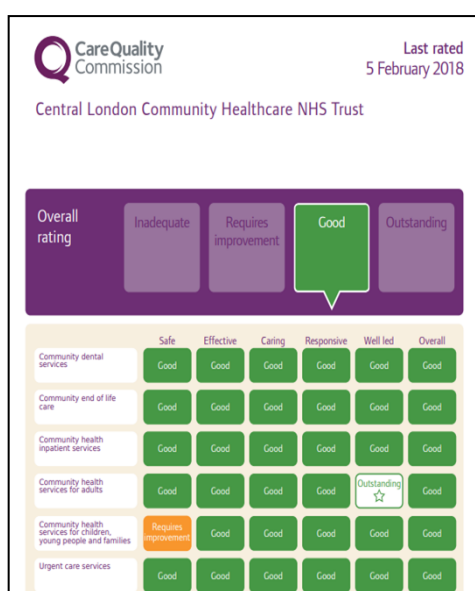 CareQuality Last rated
Commission 5 February 2018
Central London Community Healthcare NHS Trust
Overall rating
Inadequate
Requires improvement
Good
Outstanding
Safe Effective Caring Responsive Well led Overall
Community dental
services
Good Good Good Good Good Good
Community end of life
care
Good Good Good Good Good Good
Community health
inpatient services
Good Good Good Good Good Good
Community health
services for adults
Good Good Good Good Outstanding Good
Community health
services for children,
young people and families
Requires improvement Good Good Good Good Good
Urgent care services
Good Good Good Good Good Good